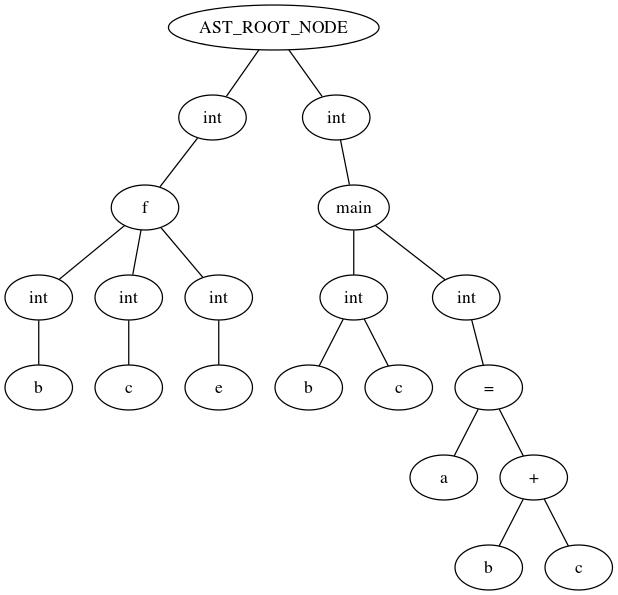 AST_ROOT_NODE
int int
f main
int int int int int
b c e b c =
a +
b c